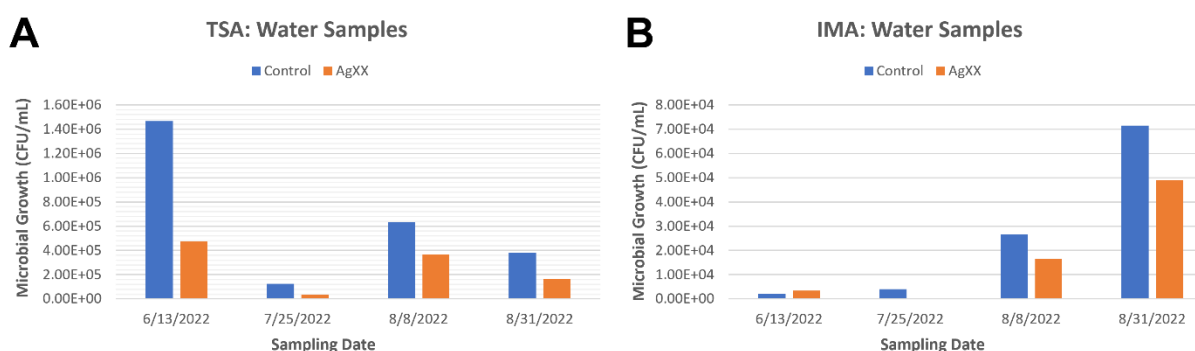 A
TSA: Water Samples
Control AgXX
Microbial Growth (CFU/mL)
1.60E+06
1.40E+06
1.20E+06
1.00E+06
8.00E+05
6.00E+05
4.00E+05
2.00E+05
0.00E+00
6/13/2022 7/25/2022 8/8/2022 8/31/2022
Sampling Date
B
IMA: Water Samples
Control AgXX
Microbial Growth (CFU/mL)
8.00E+04
7.00E+04
6.00E+04
5.00E+04
4.00E+04
3.00E+04
2.00E+04
1.00E+04
0.00E+00
6/13/2022 7/25/2022 8/8/2022 8/31/2022
Sampling Date